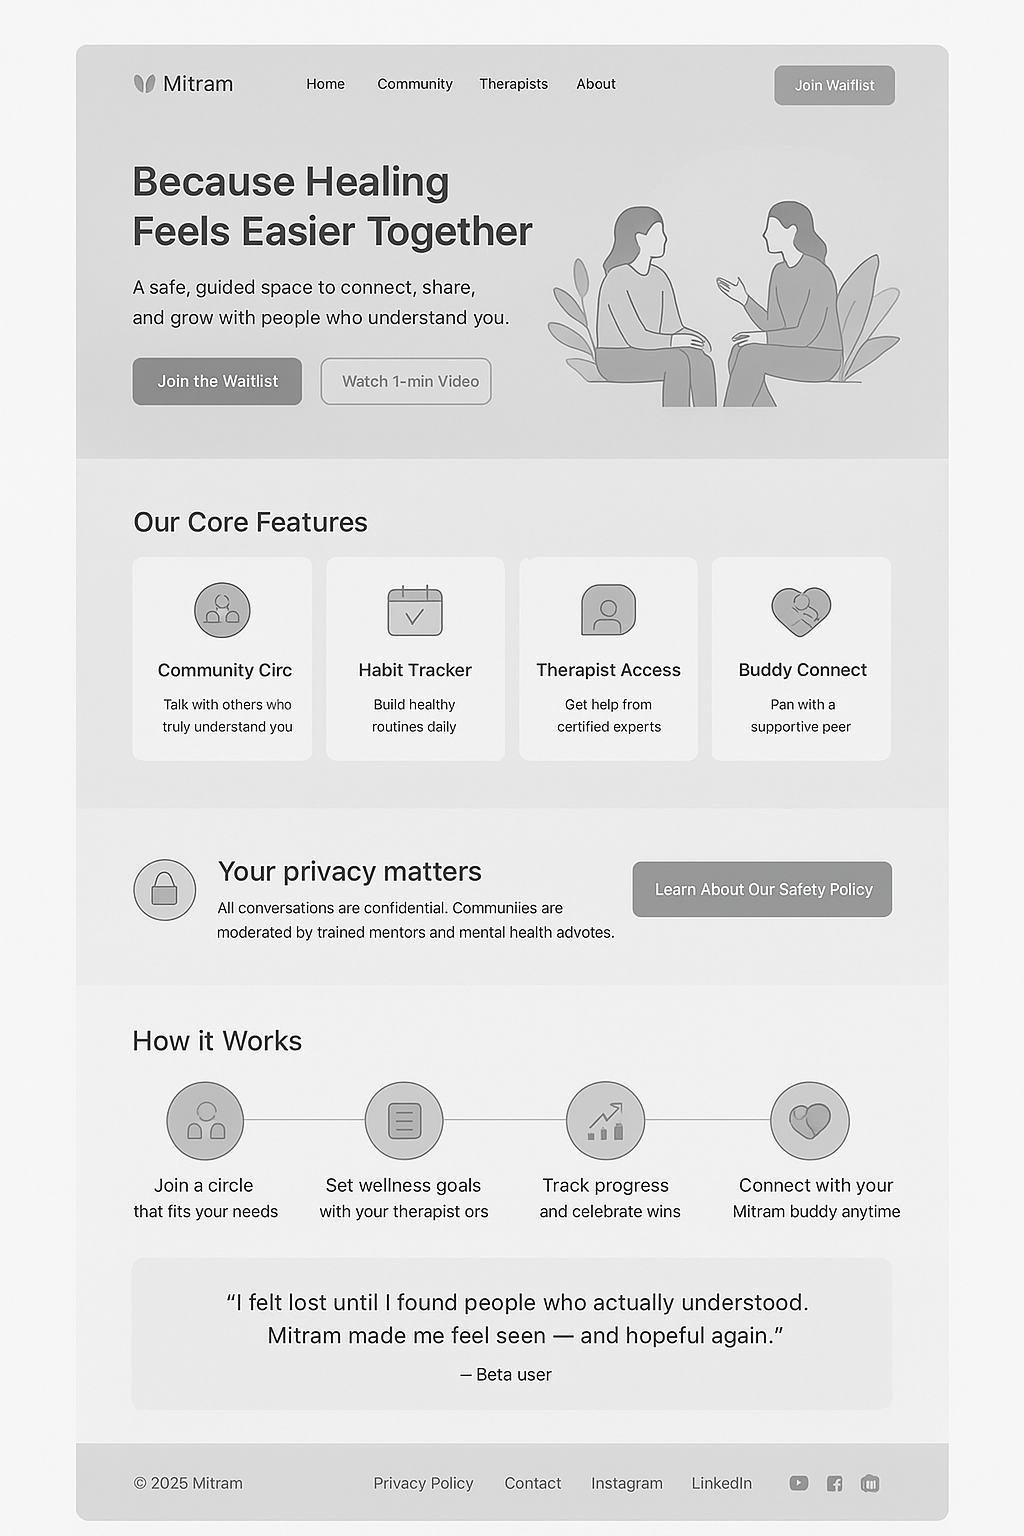 Mitram
Home Community Therapists About
Join Waiflist
Because Healing
Feels Easier Together
A safe, guided space to connect, share,
and grow with people who understand you.
Join the Waitlist
Watch 1-min Video
Our Core Features
Community Circ
Talk with others who
truly understand you
Habit Tracker
Build healthy
routines daily
Therapist Access
Get help from
certified experts
Buddy Connect
Pan with a
supportive peer
Your privacy matters
All conversations are confidential. Communiies are
moderated by trained mentors and mental health advotes.
Learn About Our Safety Policy
How it Works
Join a circle
that fits your needs
Set wellness goals
with your therapist ors
Track progress
and celebrate wins
Connect with your
Mitram buddy anytime
“I felt lost until I found people who actually understood.
Mitram made me feel seen — and hopeful again.”
– Beta user
© 2025 Mitram
Privacy Policy Contact Instagram LinkedIn